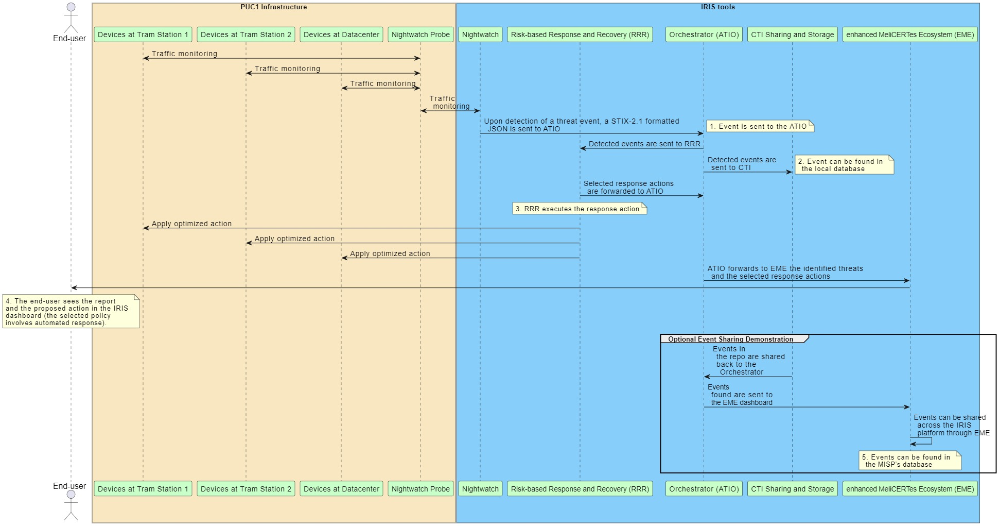 PUC1 Infrastructure
IRIS tools
End-user
Devices at Tram Station 1
Devices at Tram Station 2
Devices at Datacenter
Nightwatch Probe
Nightwatch
Risk-based Response and Recovery (RRR)
Orchestrator (ATIO)
CTI Sharing and Storage
enhanced MeliCERTes Ecosystem (EME)
Traffic monitoring
Traffic monitoring
Traffic monitoring
Traffic
monitoring
Upon detection of a threat event, a STIX-2.1 formatted
JSON is sent to ATIO
1. Event is sent to the ATIO
Detected events are sent to RRR
Detected events are
sent to CTI
2. Event can be found in
the local database
Selected response actions
are forwarded to ATIO
3. RRR executes the response action
Apply optimized action
Apply optimized action
Apply optimized action
ATIO forwards to EME the identified threats
and the selected response actions
4. The end-user sees the report
and the proposed action in the IRIS
dashboard (the selected policy
involves automated response).
Optional Event Sharing Demonstration
Events in
the repo are shared
back to the
Orchestrator
Events
found are sent to
the EME dashboard
Events can be shared
across the IRIS
platform through EME
5. Events can be found in
the MISP's database
End-user
Devices at Tram Station 1
Devices at Tram Station 2
Devices at Datacenter
Nightwatch Probe
Nightwatch
Risk-based Response and Recovery (RRR)
Orchestrator (ATIO)
CTI Sharing and Storage
enhanced MeliCERTes Ecosystem (EME)